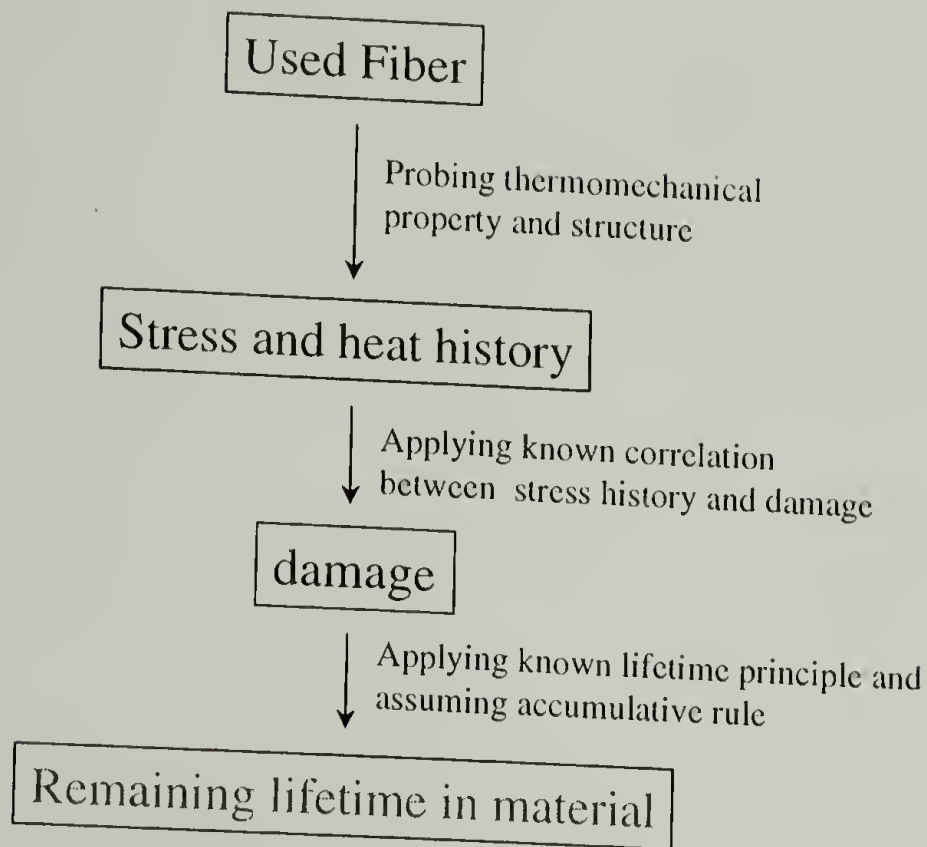 Used Fiber
Probing thermomechanical
property and structure
Stress and heat history
Applying known correlation
between stress history and damage
damage
Applying known lifetime principle and
assuming accumulative rule
Remaining lifetime in material